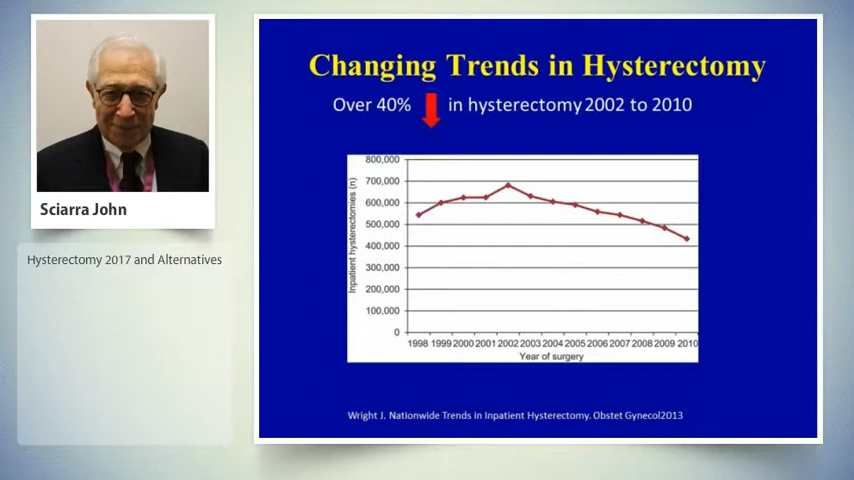 Sciarra John
Hysterectomy 2017 and Alternatives
Changing Trends in Hysterectomy
Over 40% in hysterectomy 2002 to 2010
Inpatient hysterectomies (n)
800,000
700,000
600,000
500,000
400,000
300,000
200,000
100,000
0
1998 1999 2000 2001 2002 2003 2004 2005 2006 2007 2008 2009 2010
Year of surgery
Wright J. Nationwide Trends in Inpatient Hysterectomy. Obstet Gynecol2013